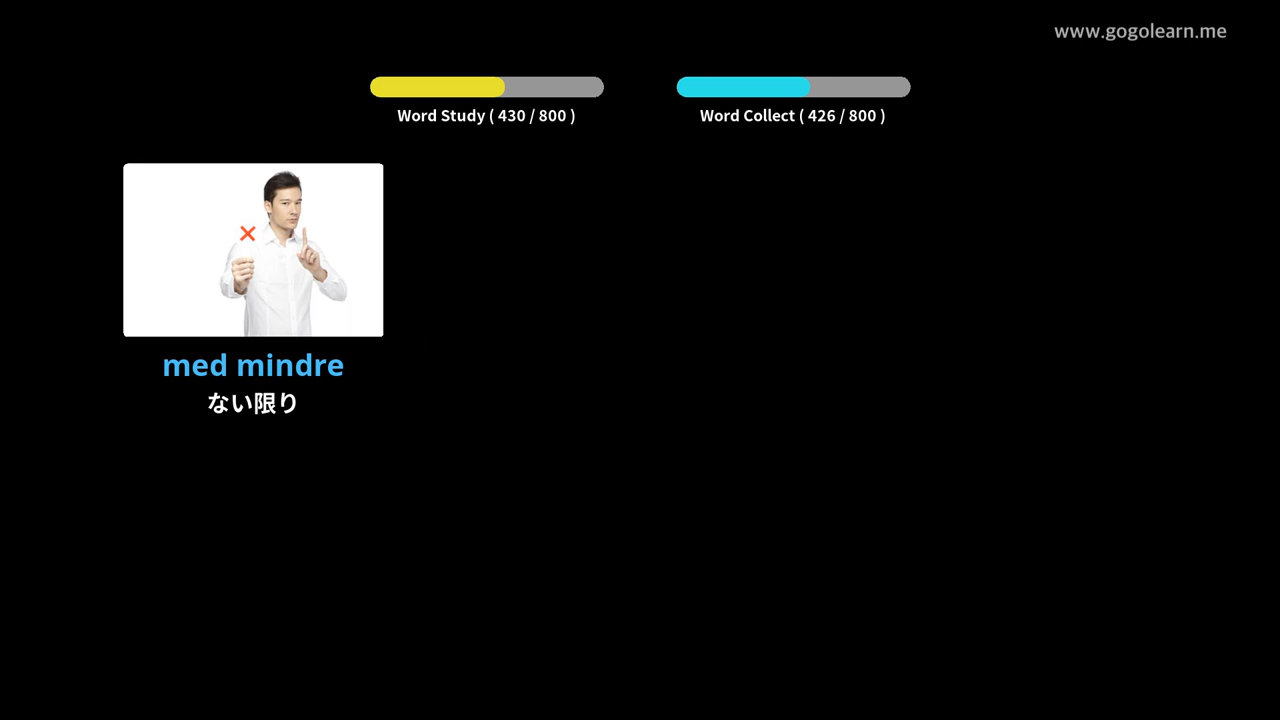 www.gogolearn.me
Word Study ( 430 / 800 )
Word Collect ( 426 / 800 )
med mindre
ない限り